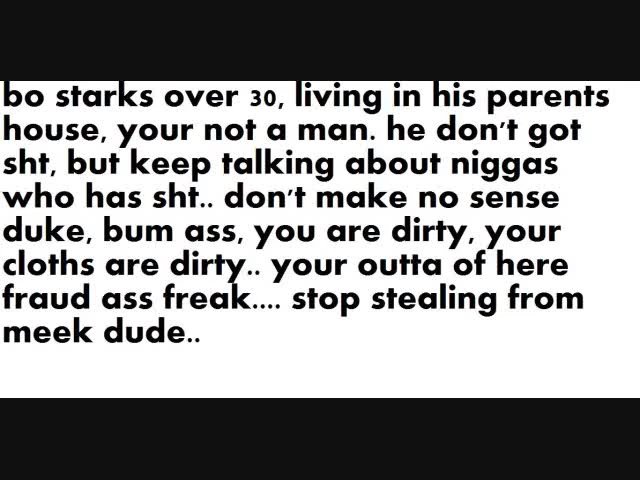 bo starks over 30, living in his parents
house, your not a man. he don't got
sht, but keep talking about niggas
who has sht.. don't make no sense
duke, bum ass, you are dirty, your
cloths are dirty.. your outta of here
fraud ass freak.... stop stealing from
meek dude..